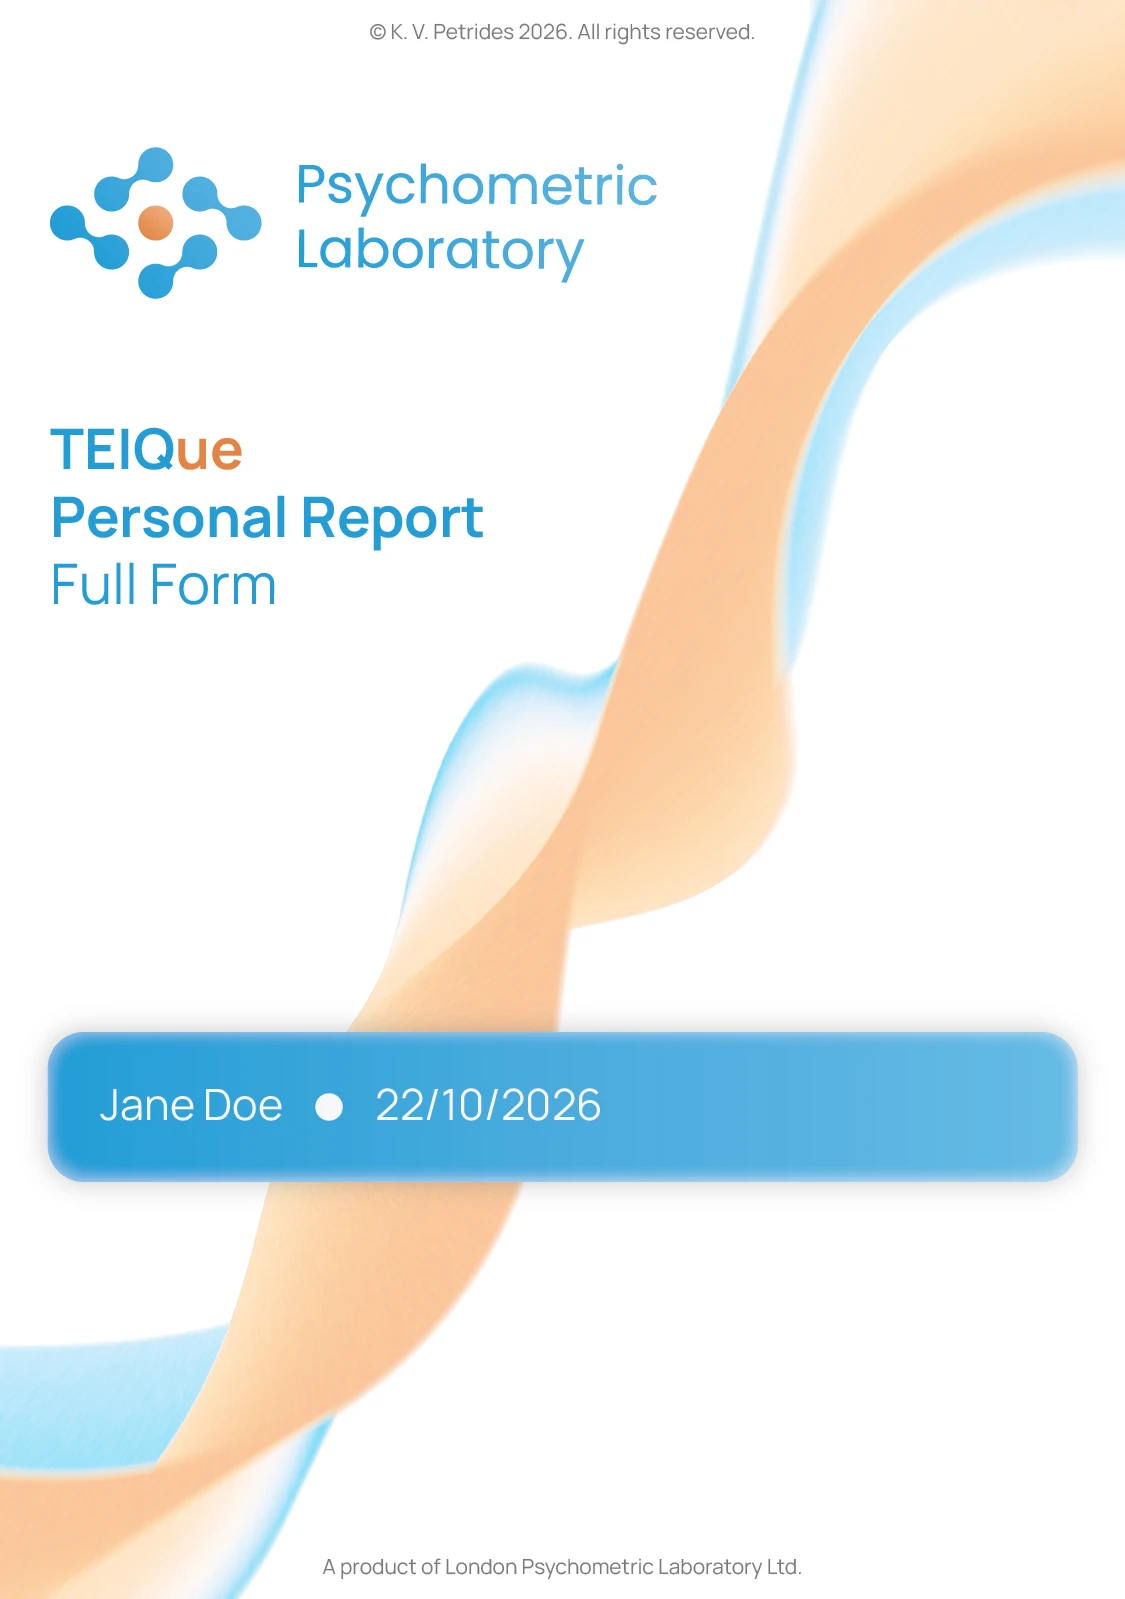 © K. V. Petrides 2026. All rights reserved.
Psychometric
Laboratory
TEIQue
Personal Report
Full Form
Jane Doe ● 22/10/2026
A product of London Psychometric Laboratory Ltd.